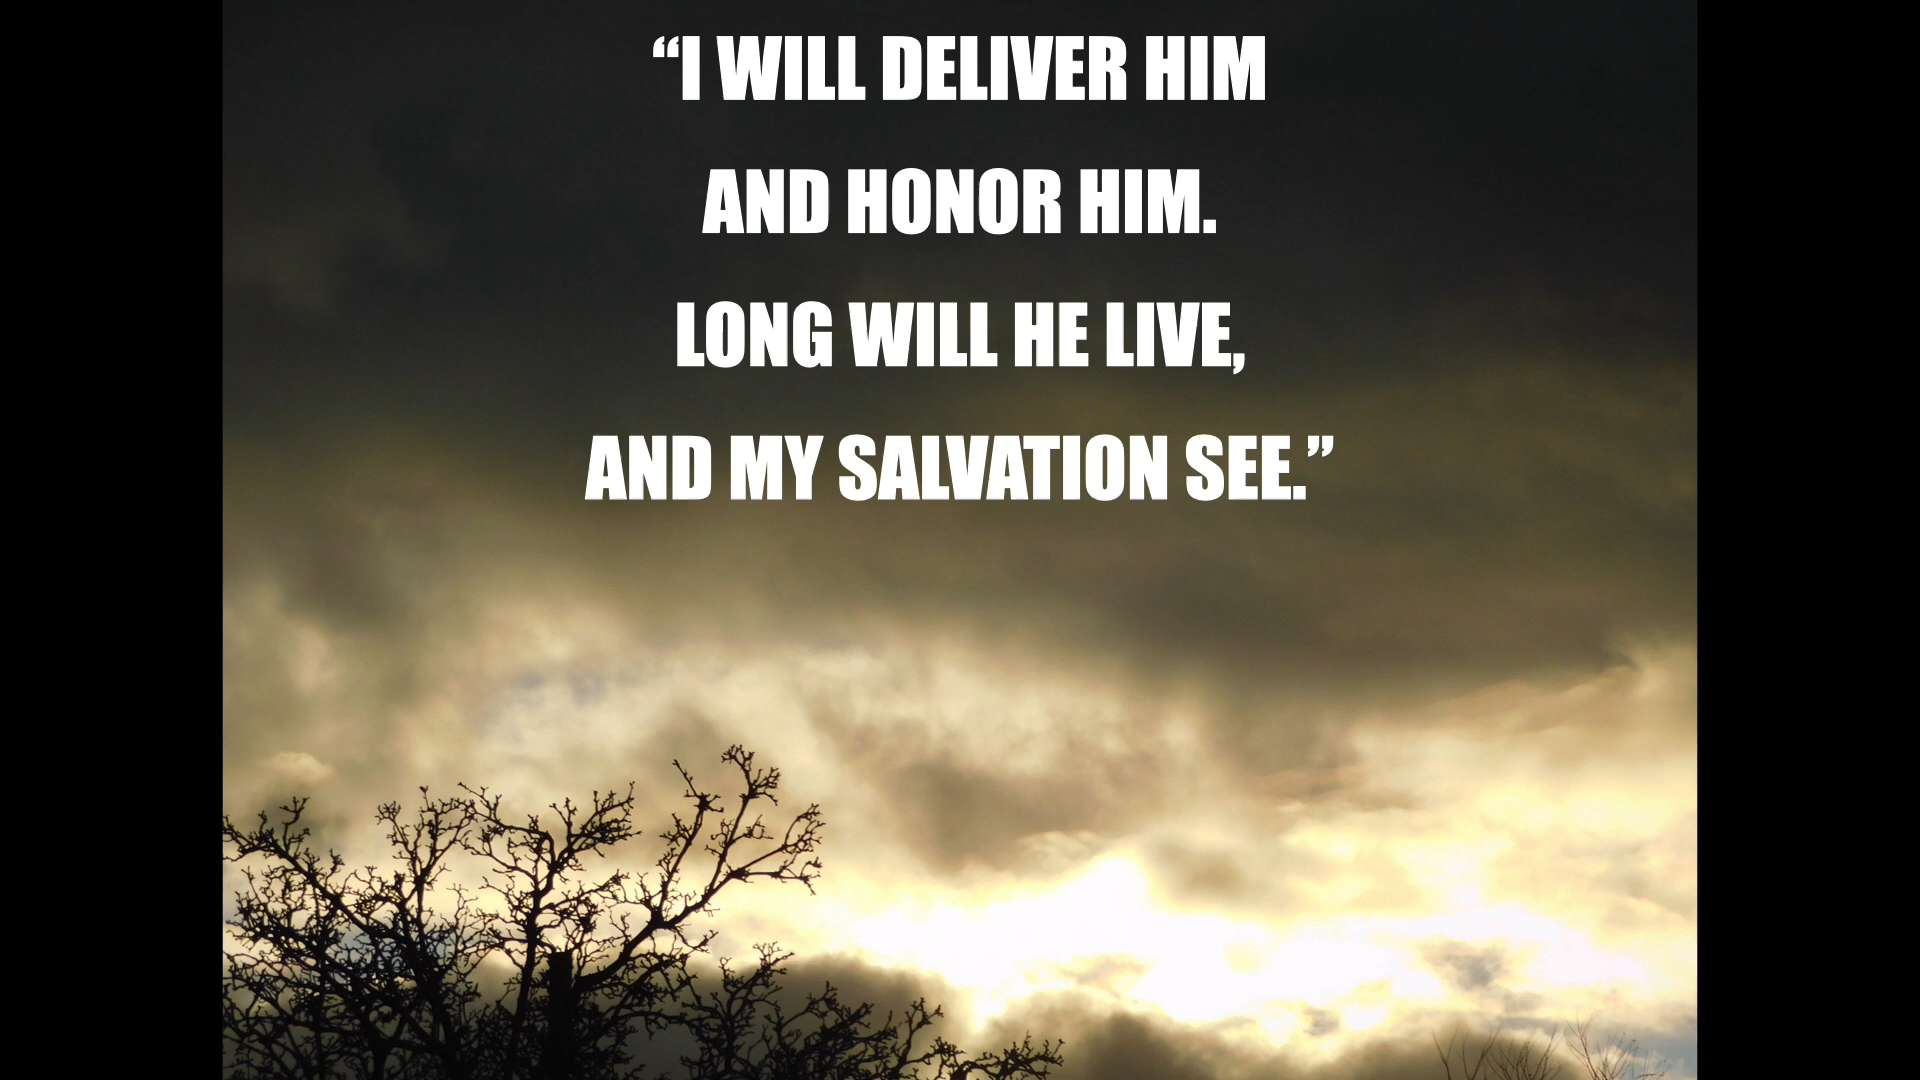 “I WILL DELIVER HIM
AND HONOR HIM.
LONG WILL HE LIVE,
AND MY SALVATION SEE.”